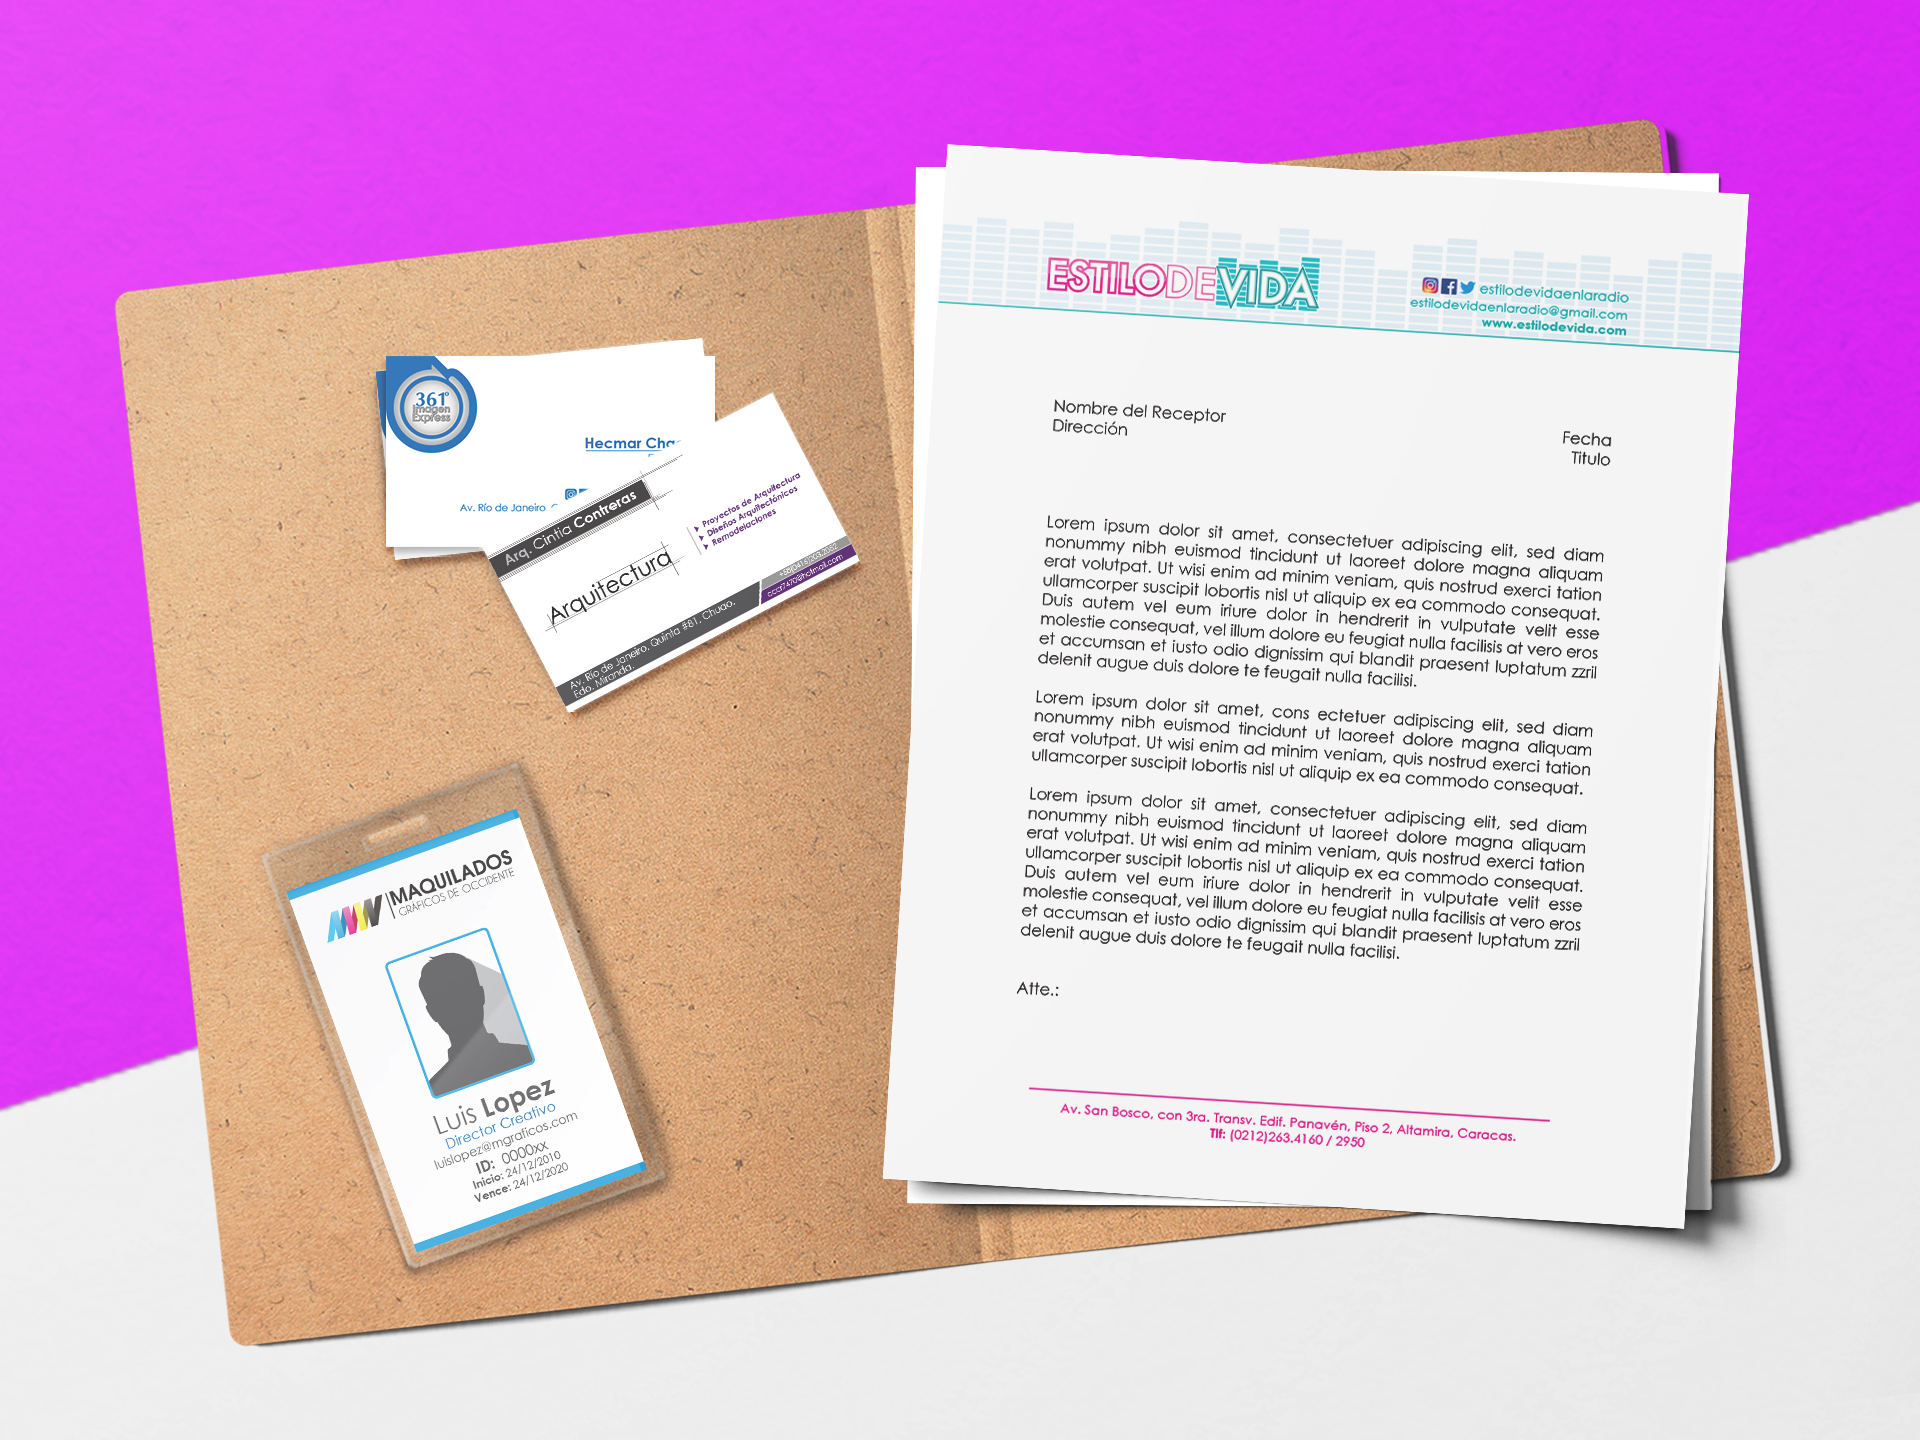 361°
Imagen
Express
Hecmar
Av. Río de Janeiro
Arq. Cintia Contreras
Arquitectura
Proyectos de Arquitectura
Diseños Arquitectónicos
Remodelaciones
cccr7470@hotmail.com
Av. Río de Janeiro, Quinta #81, Chuao.
Edo. Miranda.
MAQUILADOS
GRÁFICOS DE OCCIDENTE
Luis Lopez
Director Creativo
luislopez@mgraficos.com
ID: 0000xx
Inicio: 24/12/2010
Vence: 24/12/2020
ESTILODEVIDA
estilodevidaenlaradio
estilodevidaenlaradio@gmail.com
www.estilodevida.com
Nombre del Receptor
Dirección
Fecha
Titulo
Lorem ipsum dolor sit amet, consectetuer adipiscing elit, sed diam
nonummy nibh euismod tincidunt ut laoreet dolore magna aliquam
erat volutpat. Ut wisi enim ad minim veniam, quis nostrud exerci tation
ullamcorper suscipit lobortis nisl ut aliquip ex ea commodo consequat.
Duis autem vel eum iriure dolor in hendrerit in vulputate velit esse
molestie consequat, vel illum dolore eu feugiat nulla facilisis at vero eros
et accumsan et iusto odio dignissim qui blandit praesent luptatum zzril
delenit augue duis dolore te feugait nulla facilisi.
Lorem ipsum dolor sit amet, cons ectetuer adipiscing elit, sed diam
nonummy nibh euismod tincidunt ut laoreet dolore magna aliquam
erat volutpat. Ut wisi enim ad minim veniam, quis nostrud exerci tation
ullamcorper suscipit lobortis nisl ut aliquip ex ea commodo consequat.
Lorem ipsum dolor sit amet, consectetuer adipiscing elit, sed diam
nonummy nibh euismod tincidunt ut laoreet dolore magna aliquam
erat volutpat. Ut wisi enim ad minim veniam, quis nostrud exerci tation
ullamcorper suscipit lobortis nisl ut aliquip ex ea commodo consequat.
Duis autem vel eum iriure dolor in hendrerit in vulputate velit esse
molestie consequat, vel illum dolore eu feugiat nulla facilisis at vero eros
et accumsan et iusto odio dignissim qui blandit praesent luptatum zzril
delenit augue duis dolore te feugait nulla facilisi.
Atte.:
Av. San Bosco, con 3ra. Transv. Edif. Panavén, Piso 2, Altamira, Caracas.
Tlf: (0212)263.4160 / 2950